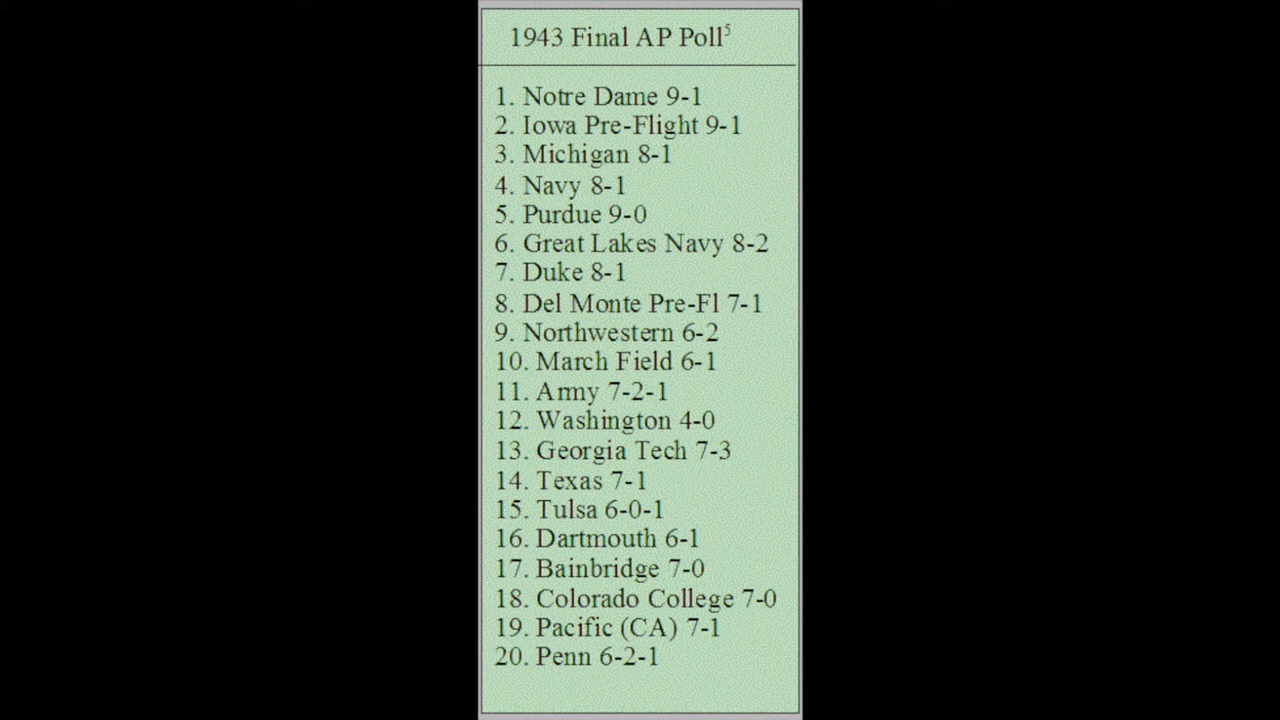 1943 Final AP Poll⁵
1. Notre Dame 9-1
2. Iowa Pre-Flight 9-1
3. Michigan 8-1
4. Navy 8-1
5. Purdue 9-0
6. Great Lakes Navy 8-2
7. Duke 8-1
8. Del Monte Pre-Fl 7-1
9. Northwestern 6-2
10. March Field 6-1
11. Army 7-2-1
12. Washington 4-0
13. Georgia Tech 7-3
14. Texas 7-1
15. Tulsa 6-0-1
16. Dartmouth 6-1
17. Bainbridge 7-0
18. Colorado College 7-0
19. Pacific (CA) 7-1
20. Penn 6-2-1